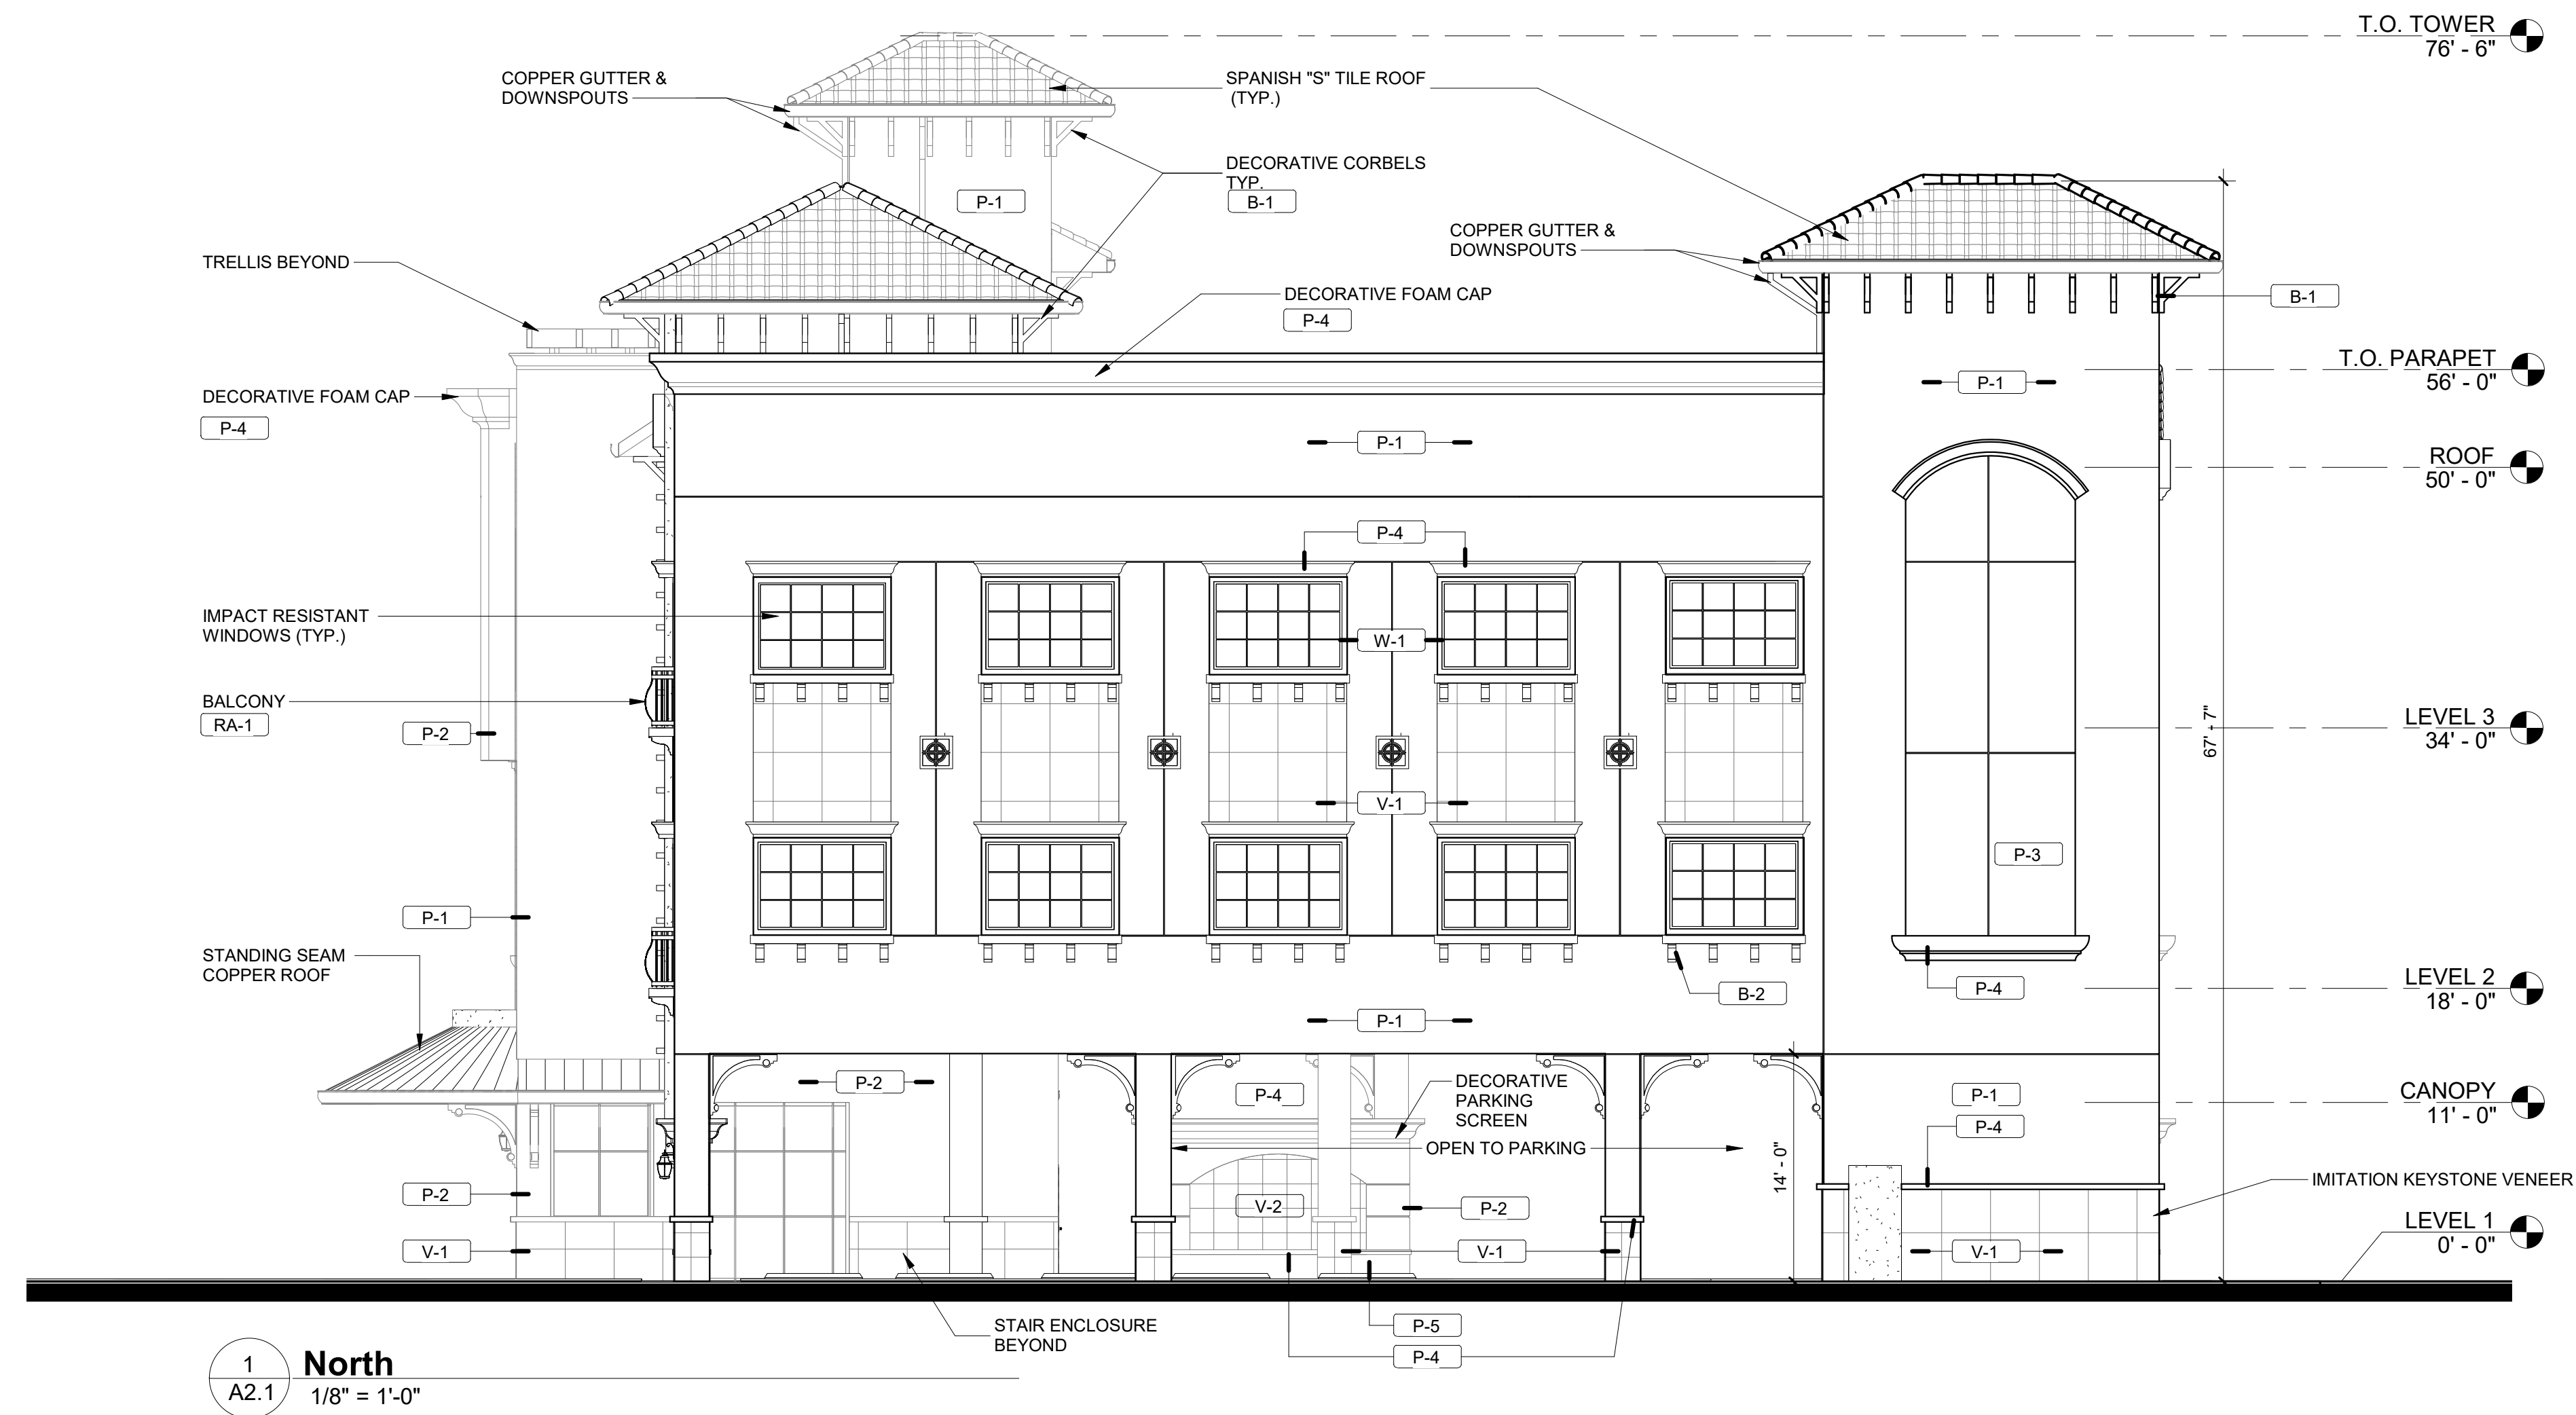 T.O. TOWER
76' - 6"
COPPER GUTTER &
DOWNSPOUTS
SPANISH "S" TILE ROOF
(TYP.)
DECORATIVE CORBELS
TYP.
B-1
P-1
COPPER GUTTER &
DOWNSPOUTS
TRELLIS BEYOND
DECORATIVE FOAM CAP
P-4
B-1
T.O. PARAPET
56' - 0"
P-1
DECORATIVE FOAM CAP
P-4
P-1
ROOF
50' - 0"
P-4
IMPACT RESISTANT
WINDOWS (TYP.)
W-1
BALCONY
RA-1
P-2
LEVEL 3
34' - 0"
67' - 7"
V-1
P-3
P-1
STANDING SEAM
COPPER ROOF
B-2
P-4
LEVEL 2
18' - 0"
P-1
P-2
P-4
DECORATIVE
PARKING
SCREEN
P-1
CANOPY
11' - 0"
P-4
OPEN TO PARKING
14' - 0"
IMITATION KEYSTONE VENEER
P-2
V-2
P-2
LEVEL 1
0' - 0"
V-1
V-1
V-1
STAIR ENCLOSURE
BEYOND
P-5
P-4
1
A2.1
North
1/8" = 1'-0"